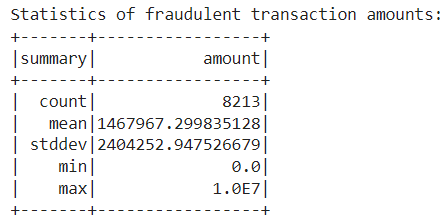 Statistics of fraudulent transaction amounts:
+-------+-----------------+
|summary|           amount|
+-------+-----------------+
|  count|             8213|
|   mean|1467967.299835128|
| stddev|2404252.947526679|
|    min|              0.0|
|    max|            1.0E7|
+-------+-----------------+